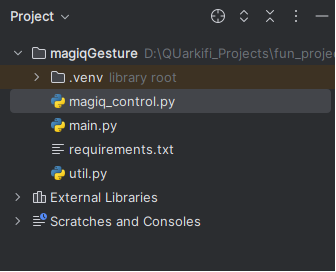 Project
magiqGesture D:\QUarkifi_Projects\fun_proje
.venv library root
magiq_control.py
main.py
requirements.txt
util.py
External Libraries
Scratches and Consoles